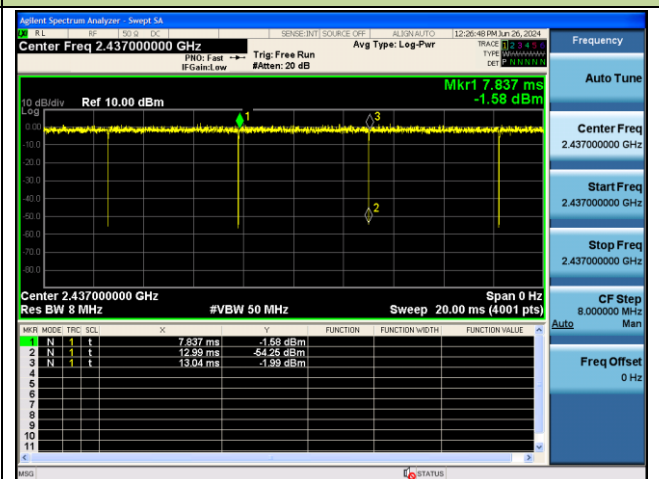 Agilent Spectrum Analyzer - Swept SA
LXI RL RF 50 Ω DC SENSE:INT SOURCE OFF ALIGN AUTO 12:26:48 PM Jun 26, 2024
Center Freq 2.437000000 GHz Avg Type: Log-Pwr TRACE 1 2 3 4 5 6
PNO: Fast Trig: Free Run TYPE
IFGain:Low #Atten: 20 dB DET P N N N N N
Mkr1 7.837 ms
10 dB/div Ref 10.00 dBm -1.58 dBm
Log
1 3
0.00
-10.0
-20.0
-30.0
-40.0
-50.0 2
-60.0
-70.0
-80.0
Center 2.437000000 GHz Span 0 Hz
Res BW 8 MHz #VBW 50 MHz Sweep 20.00 ms (4001 pts)
MKR MODE TRC SCL X Y FUNCTION FUNCTION WIDTH FUNCTION VALUE
1 N 1 t 7.837 ms -1.58 dBm
2 N 1 t 12.99 ms -54.25 dBm
3 N 1 t 13.04 ms -1.99 dBm
4
5
6
7
8
9
10
11
MSG STATUS
Frequency
Auto Tune
Center Freq
2.437000000 GHz
Start Freq
2.437000000 GHz
Stop Freq
2.437000000 GHz
CF Step
8.000000 MHz
Auto Man
Freq Offset
0 Hz